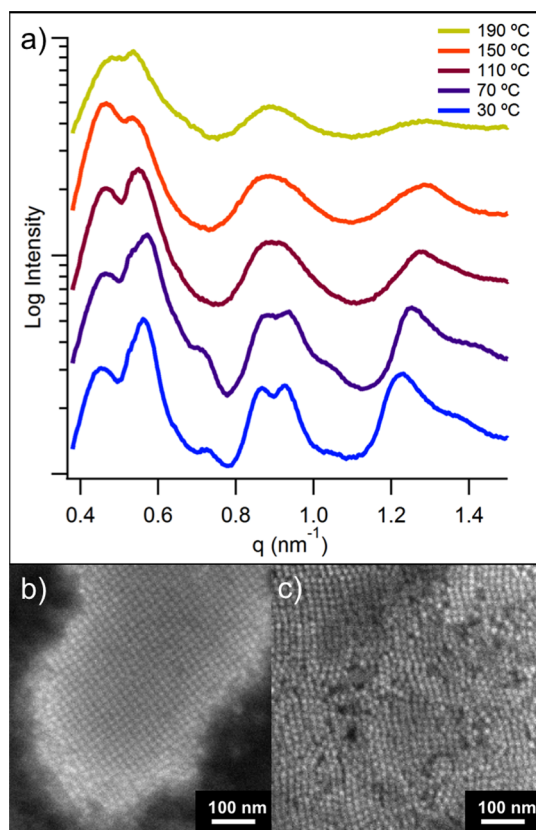 a)
190 ºC
150 ºC
110 ºC
70 ºC
30 ºC
Log Intensity
0.4 0.6 0.8 1.0 1.2 1.4
q (nm⁻¹)
b) c)
100 nm 100 nm